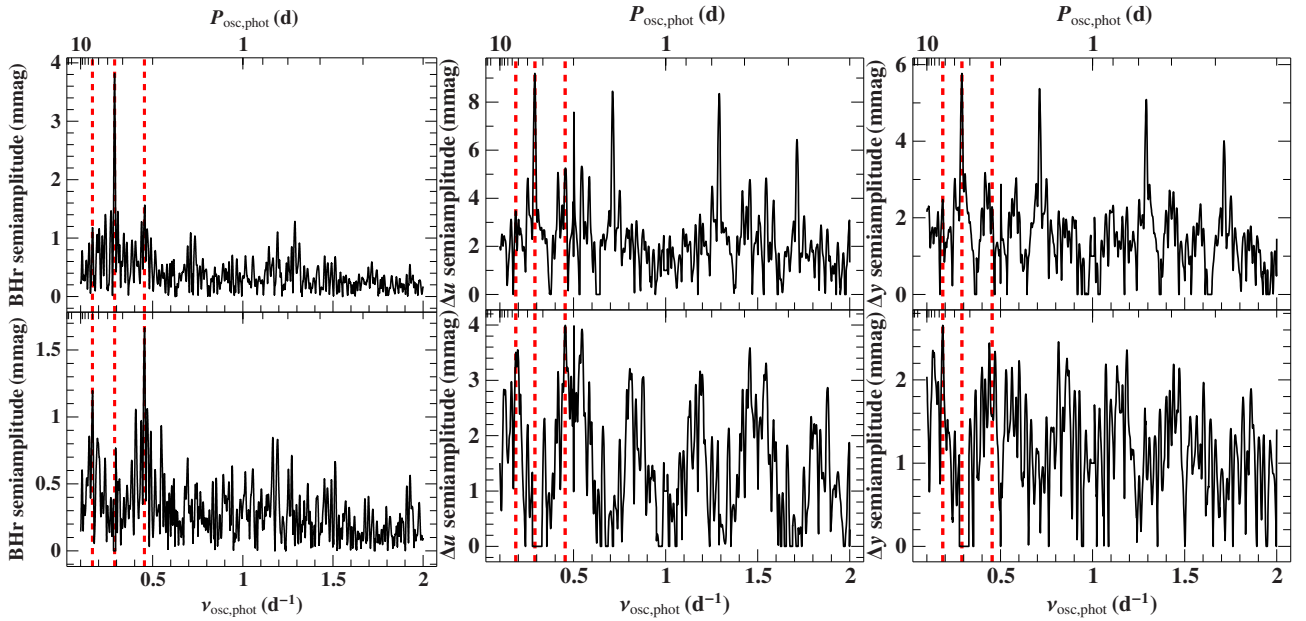 P_osc,phot (d) P_osc,phot (d) P_osc,phot (d)
10 1 10 1 10 1
BHr semiamplitude (mmag)
4
3
2
1
0
Δu semiamplitude (mmag)
8
6
4
2
0
Δy semiamplitude (mmag)
6
4
2
0
BHr semiamplitude (mmag)
1.5
1
0.5
0
Δu semiamplitude (mmag)
4
3
2
1
0
Δy semiamplitude (mmag)
2
1
0
0.5 1 1.5 2 0.5 1 1.5 2 0.5 1 1.5 2
ν_osc,phot (d⁻¹) ν_osc,phot (d⁻¹) ν_osc,phot (d⁻¹)